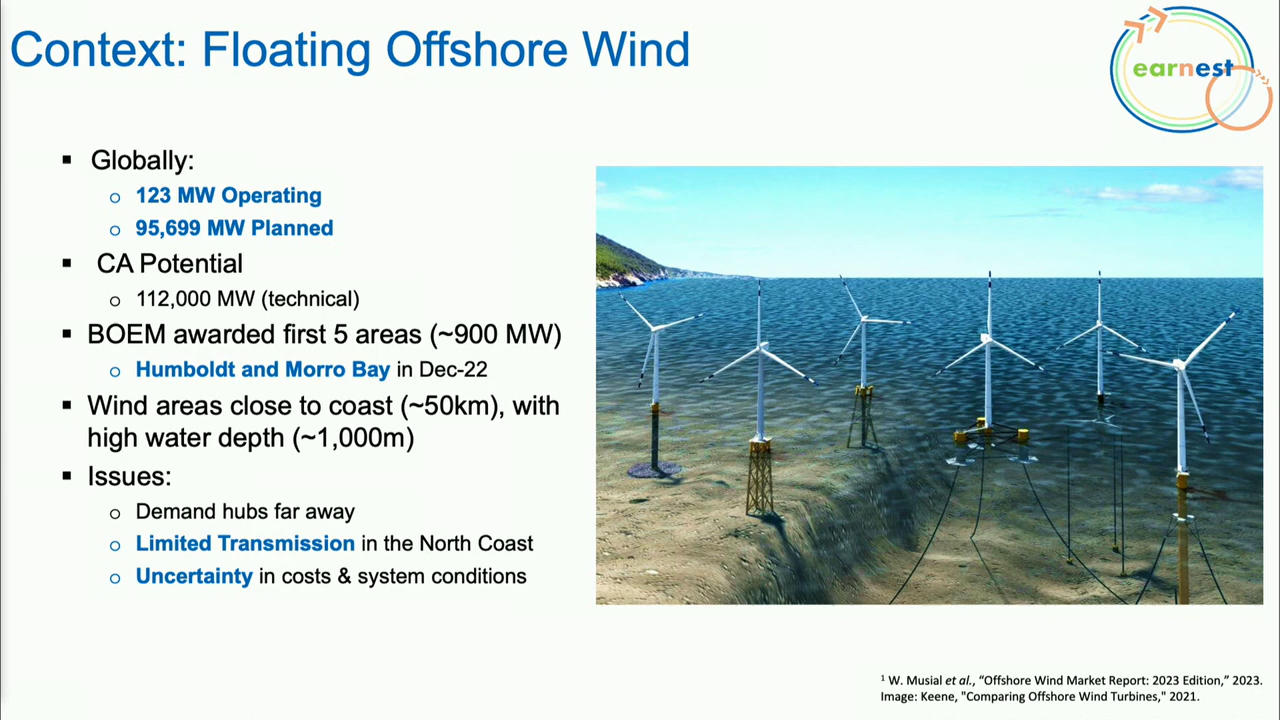 Context: Floating Offshore Wind
earnest
▪ Globally:
o 123 MW Operating
o 95,699 MW Planned
▪ CA Potential
o 112,000 MW (technical)
▪ BOEM awarded first 5 areas (~900 MW)
o Humboldt and Morro Bay in Dec-22
▪ Wind areas close to coast (~50km), with
high water depth (~1,000m)
▪ Issues:
o Demand hubs far away
o Limited Transmission in the North Coast
o Uncertainty in costs & system conditions
1 W. Musial et al., “Offshore Wind Market Report: 2023 Edition,” 2023.
Image: Keene, "Comparing Offshore Wind Turbines," 2021.